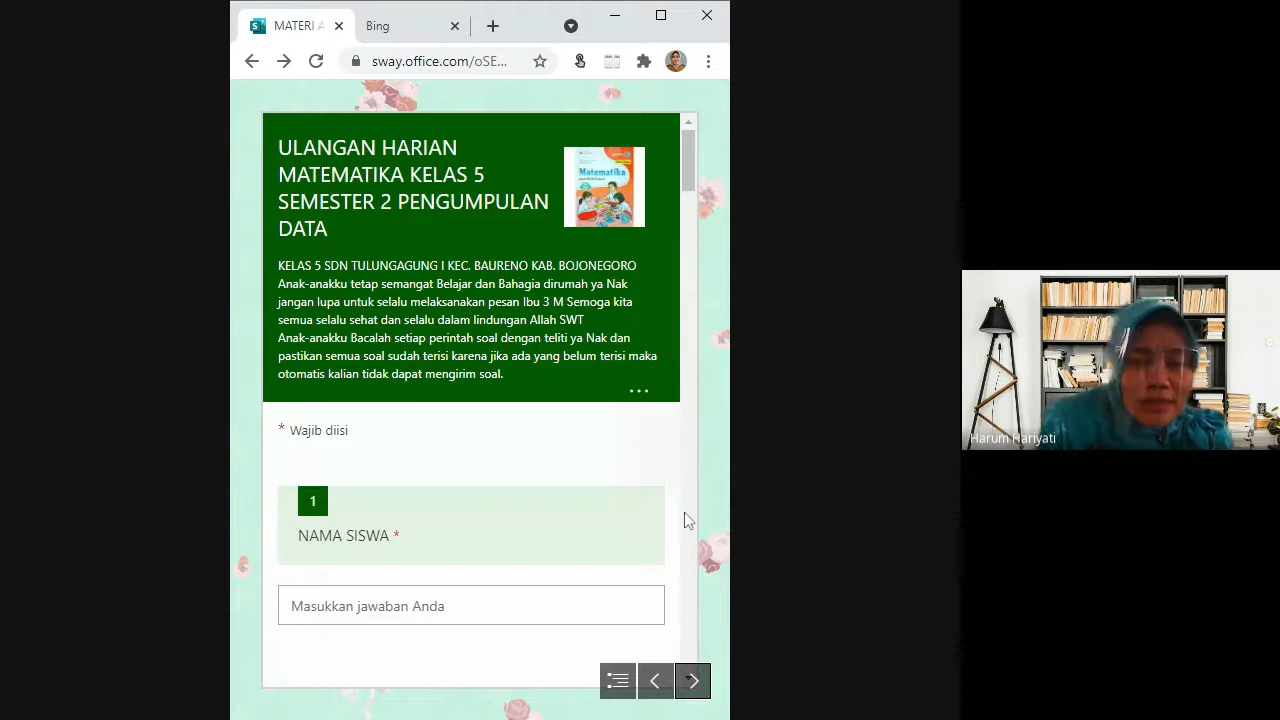 MATERI A
Bing
sway.office.com/oSE...
ULANGAN HARIAN
MATEMATIKA KELAS 5
SEMESTER 2 PENGUMPULAN
DATA
Matematika
KELAS 5 SDN TULUNGAGUNG I KEC. BAURENO KAB. BOJONEGORO
Anak-anakku tetap semangat Belajar dan Bahagia dirumah ya Nak
jangan lupa untuk selalu melaksanakan pesan Ibu 3 M Semoga kita
semua selalu sehat dan selalu dalam lindungan Allah SWT
Anak-anakku Bacalah setiap perintah soal dengan teliti ya Nak dan
pastikan semua soal sudah terisi karena jika ada yang belum terisi maka
otomatis kalian tidak dapat mengirim soal.
* Wajib diisi
1
NAMA SISWA *
Masukkan jawaban Anda
Harum Hariyati